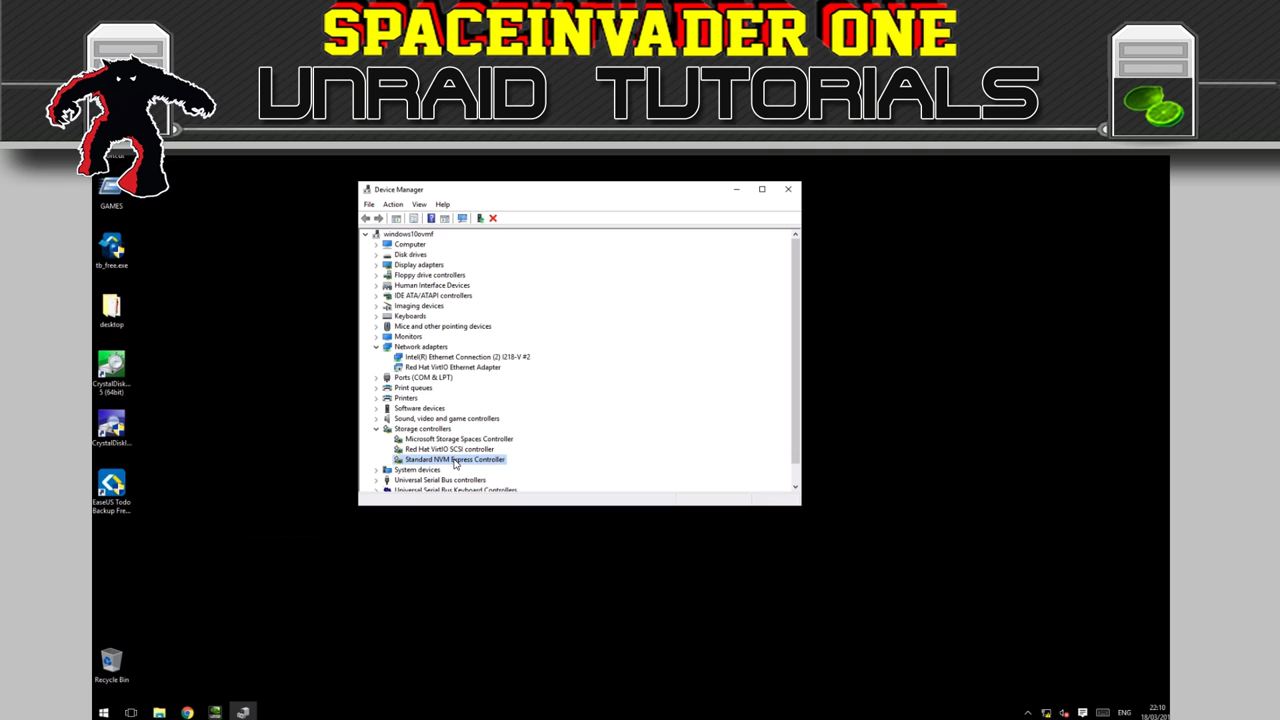 SPACEINVADER ONE
UNRAID TUTORIALS
GAMES
tb_free.exe
desktop
CrystalDisk...
5 (64bit)
CrystalDiskI...
EaseUS Todo
Backup Fre...
Recycle Bin
Device Manager
File Action View Help
windows10ovmf
Computer
Disk drives
Display adapters
Floppy drive controllers
Human Interface Devices
IDE ATA/ATAPI controllers
Imaging devices
Keyboards
Mice and other pointing devices
Monitors
Network adapters
Intel(R) Ethernet Connection (2) I218-V #2
Red Hat VirtIO Ethernet Adapter
Ports (COM & LPT)
Print queues
Printers
Software devices
Sound, video and game controllers
Storage controllers
Microsoft Storage Spaces Controller
Red Hat VirtIO SCSI controller
Standard NVM Express Controller
System devices
Universal Serial Bus controllers
Universal Serial Bus Keyboard Controllers
ENG
22:10
18/03/201